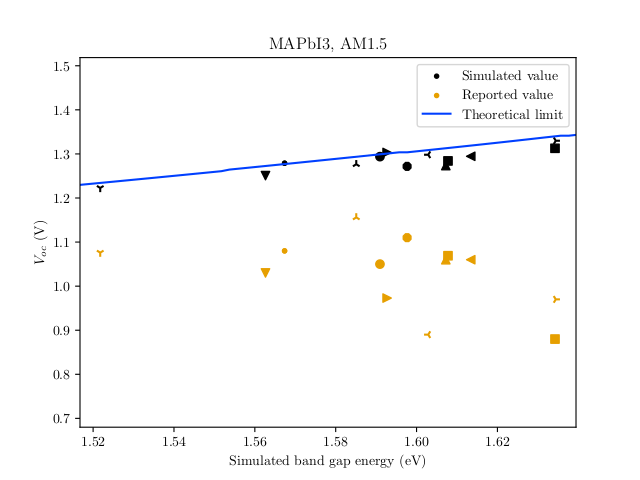 MAPbI3, AM1.5
Simulated value
Reported value
Theoretical limit
1.5
1.4
1.3
1.2
1.1
1.0
0.9
0.8
0.7
V_oc (V)
1.52 1.54 1.56 1.58 1.60 1.62
Simulated band gap energy (eV)